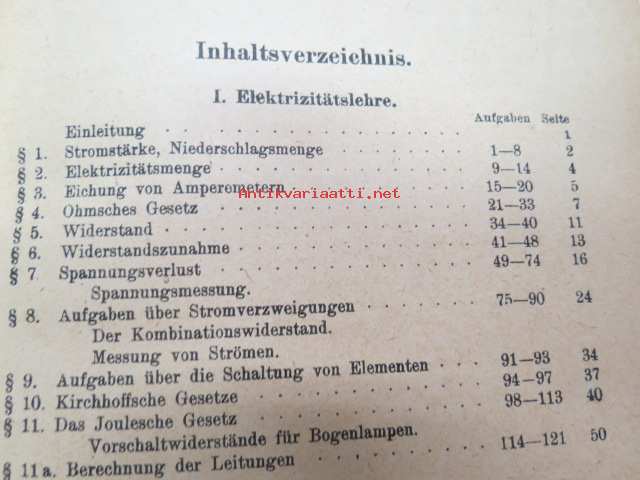 Inhaltsverzeichnis.
I. Elektrizitätslehre.
Aufgaben Seite
Einleitung . . . . . . . . . . . 1
§ 1. Stromstärke, Niederschlagsmenge . . . . . . 1—8 2
§ 2. Elektrizitätsmenge . . . . . . . . . . 9—14 4
§ 3. Eichung von Amperometern . . . . . . . 15—20 5
Antikvariaatti.net
§ 4. Ohmsches Gesetz . . . . . . . . . . 21—33 7
§ 5. Widerstand . . . . . . . . . . . 34—40 11
§ 6. Widerstandszunahme . . . . . . . . . 41—48 13
§ 7. Spannungsverlust . . . . . . . . . . 49—74 16
Spannungsmessung.
§ 8. Aufgaben über Stromverzweigungen . . . . . 75—90 24
Der Kombinationswiderstand.
Messung von Strömen.
§ 9. Aufgaben über die Schaltung von Elementen . . . 91—93 34
§ 10. Kirchhoffsche Gesetze . . . . . . . . 94—97 37
§ 11. Das Joulesche Gesetz . . . . . . . . 98—113 40
Vorschaltwiderstände für Bogenlampen.
§ 11a. Berechnung der Leitungen . . . . . . . 114—121 50